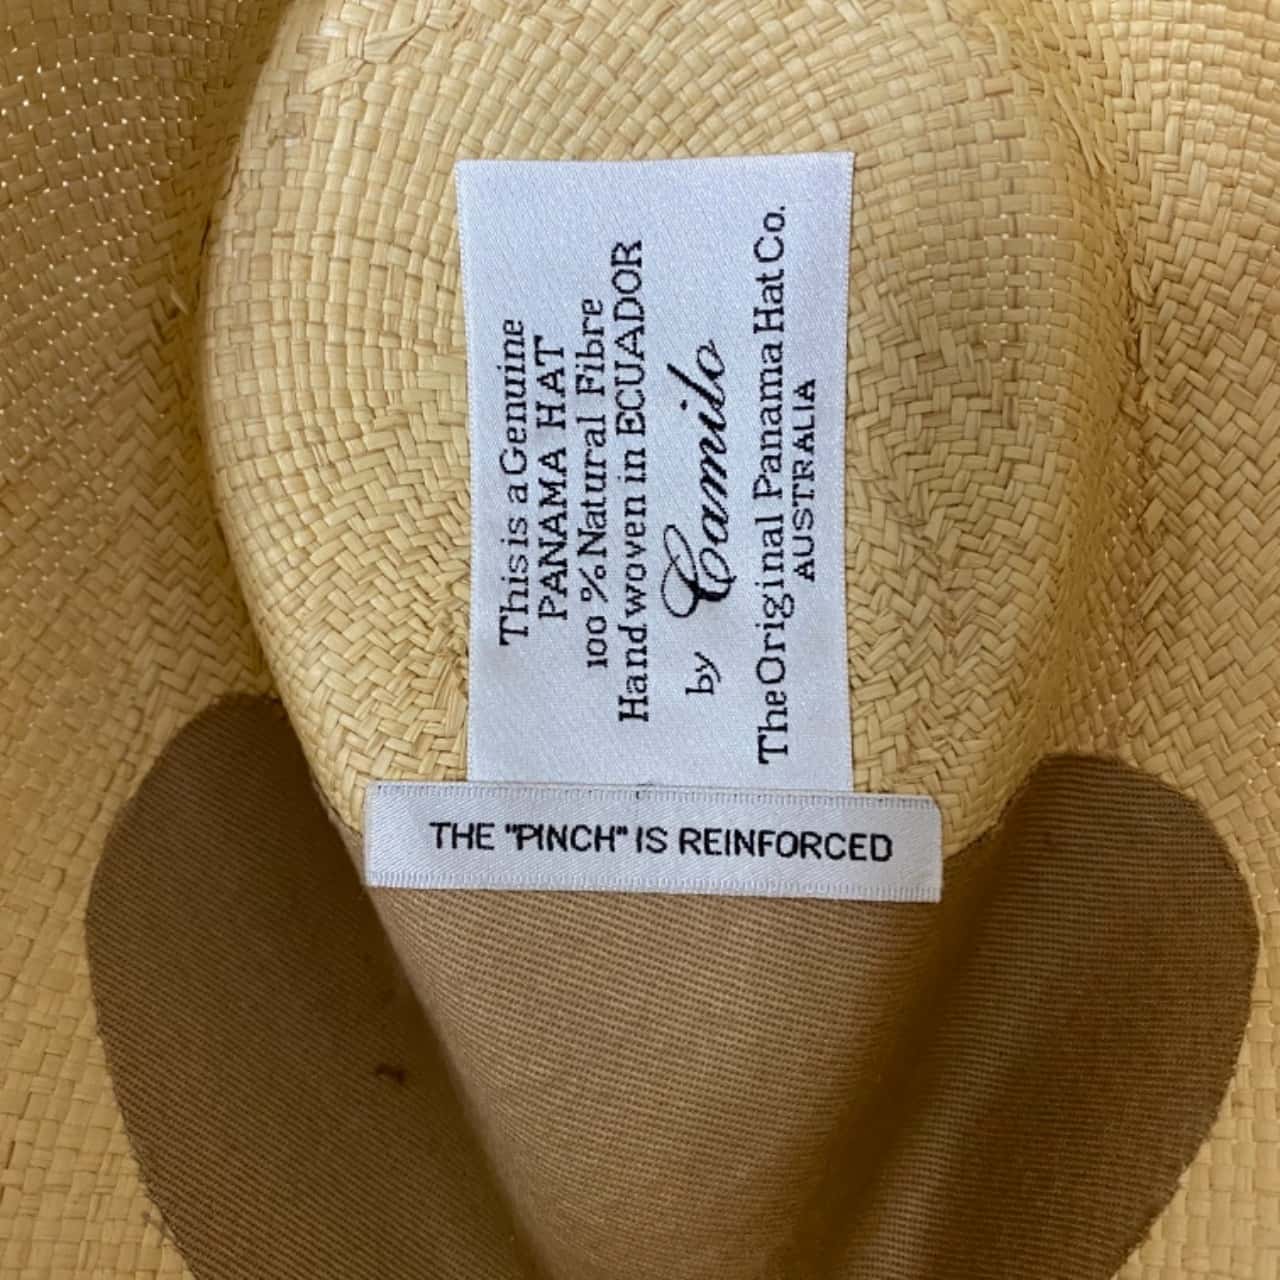 This is a Genuine
PANAMA HAT
100 % Natural Fibre
Hand woven in ECUADOR
by Camilo
The Original Panama Hat Co.
AUSTRALIA
THE "PINCH" IS REINFORCED